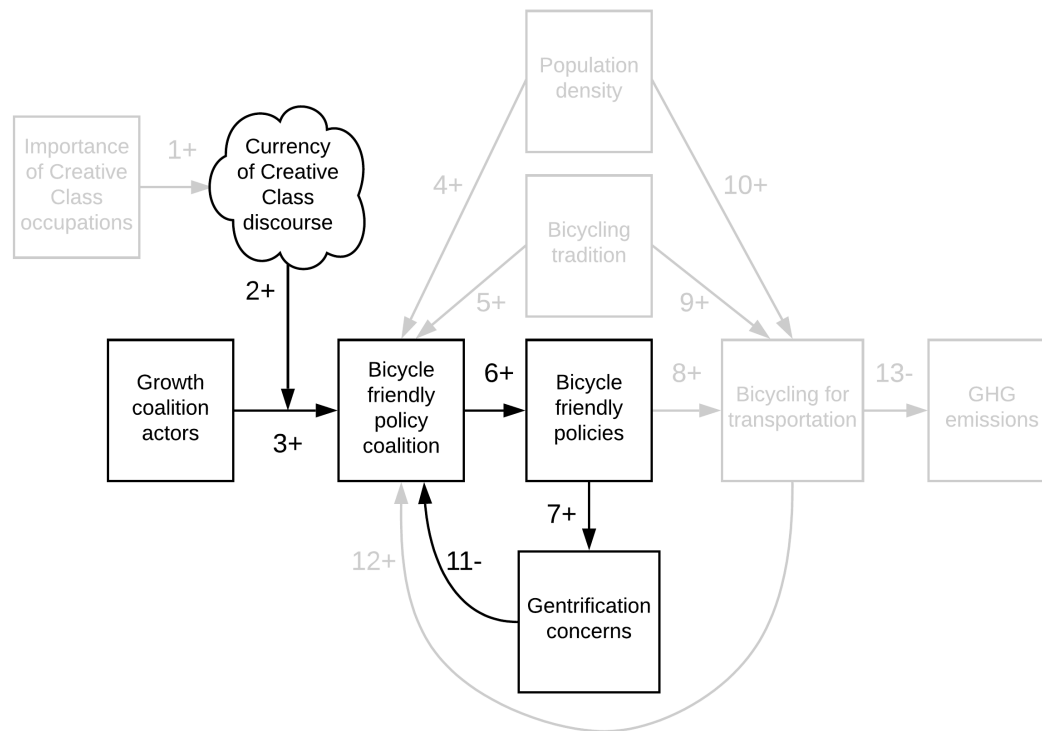 Population
density
Importance
of Creative
Class
occupations
1+
Currency
of Creative
Class
discourse
4+
10+
Bicycling
tradition
2+
5+
9+
Growth
coalition
actors
3+
Bicycle
friendly
policy
coalition
6+
Bicycle
friendly
policies
8+
Bicycling for
transportation
13-
GHG
emissions
7+
12+
11-
Gentrification
concerns